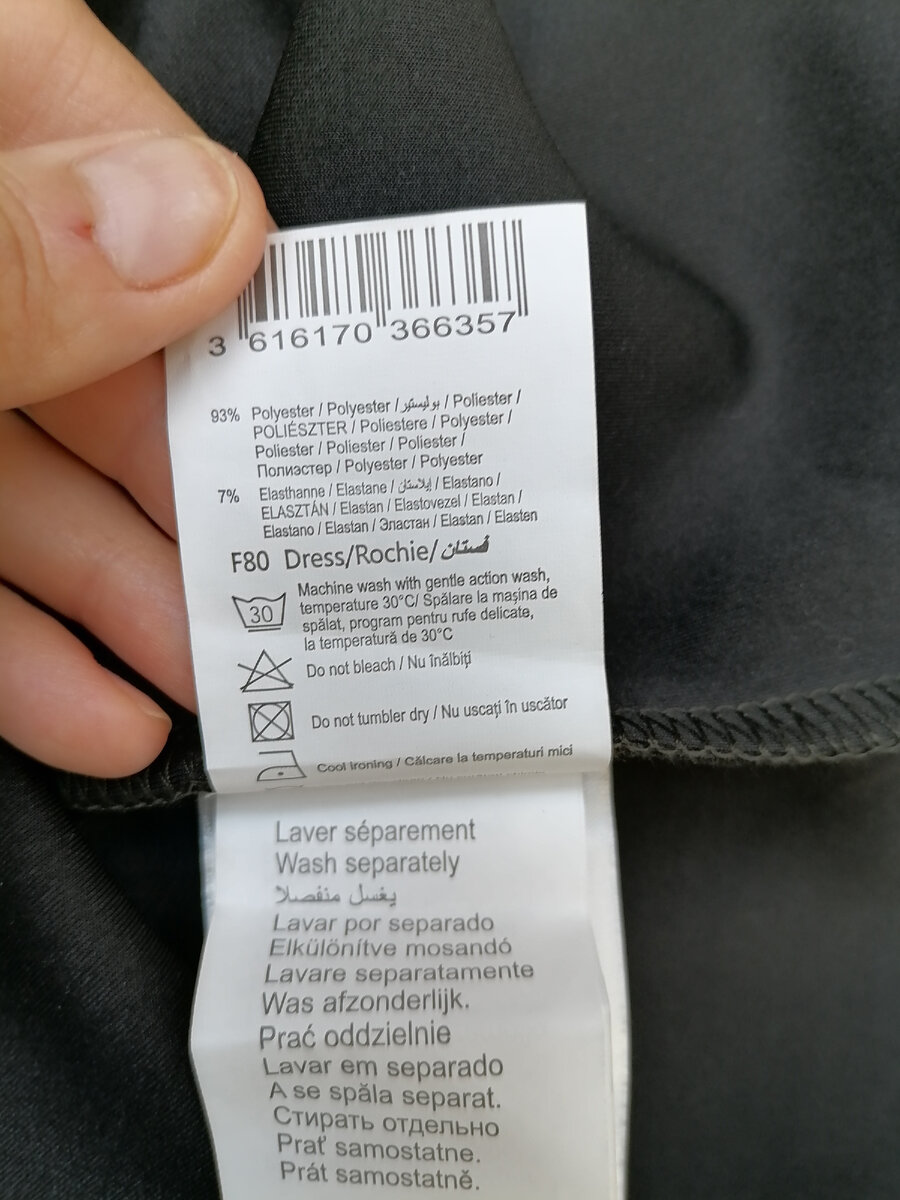 3 616170 366357
93% Polyester / Polyester / بوليستير / Poliester /
POLIÉSZTER / Poliestere / Polyester /
Poliester / Poliester / Poliester /
Полиэстер / Polyester / Polyester
7% Elasthanne / Elastane / إيلاستان / Elastano /
ELASZTÁN / Elastan / Elastovezel / Elastan /
Elastano / Elastan / Эластан / Elastan / Elasten
F80 Dress/Rochie/فستان
30
Machine wash with gentle action wash,
temperature 30°C/ Spălare la mașina de
spălat, program pentru rufe delicate,
la temperatură de 30°C
Do not bleach / Nu înălbiți
Do not tumbler dry / Nu uscați în uscător
Cool ironing / Călcare la temperaturi mici
Laver séparement
Wash separately
يغسل منفصلا
Lavar por separado
Elkülönítve mosandó
Lavare separatamente
Was afzonderlijk.
Prać oddzielnie
Lavar em separado
A se spăla separat.
Стирать отдельно
Prať samostatne.
Prát samostatně.